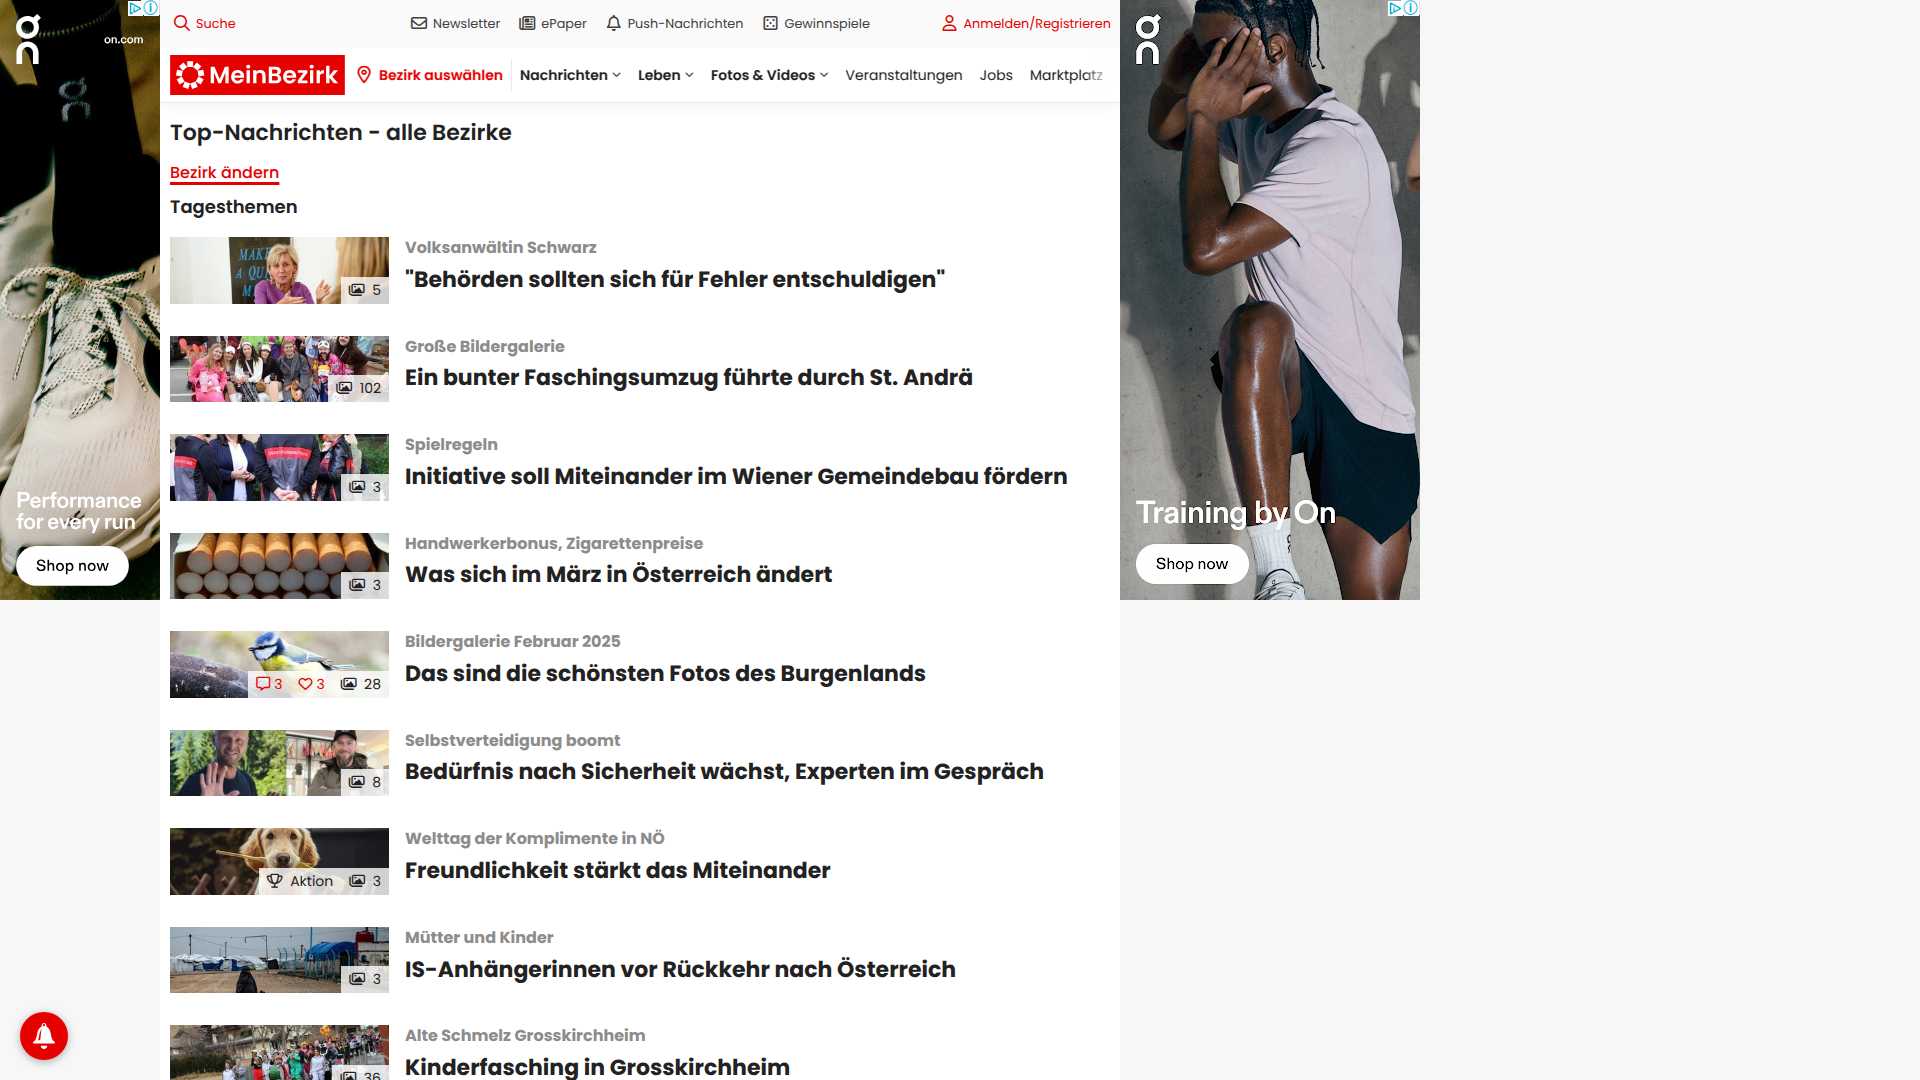 on.com
Performance
for every run
Shop now
Suche
Newsletter
ePaper
Push-Nachrichten
Gewinnspiele
Anmelden/Registrieren
MeinBezirk
Bezirk auswählen
Nachrichten
Leben
Fotos & Videos
Veranstaltungen
Jobs
Marktplatz
Top-Nachrichten - alle Bezirke
Bezirk ändern
Tagesthemen
5
Volksanwältin Schwarz
"Behörden sollten sich für Fehler entschuldigen"
102
Große Bildergalerie
Ein bunter Faschingsumzug führte durch St. Andrä
3
Spielregeln
Initiative soll Miteinander im Wiener Gemeindebau fördern
3
Handwerkerbonus, Zigarettenpreise
Was sich im März in Österreich ändert
3 3 28
Bildergalerie Februar 2025
Das sind die schönsten Fotos des Burgenlands
8
Selbstverteidigung boomt
Bedürfnis nach Sicherheit wächst, Experten im Gespräch
Aktion 3
Welttag der Komplimente in NÖ
Freundlichkeit stärkt das Miteinander
3
Mütter und Kinder
IS-Anhängerinnen vor Rückkehr nach Österreich
36
Alte Schmelz Grosskirchheim
Kinderfasching in Grosskirchheim
Training by On
Shop now